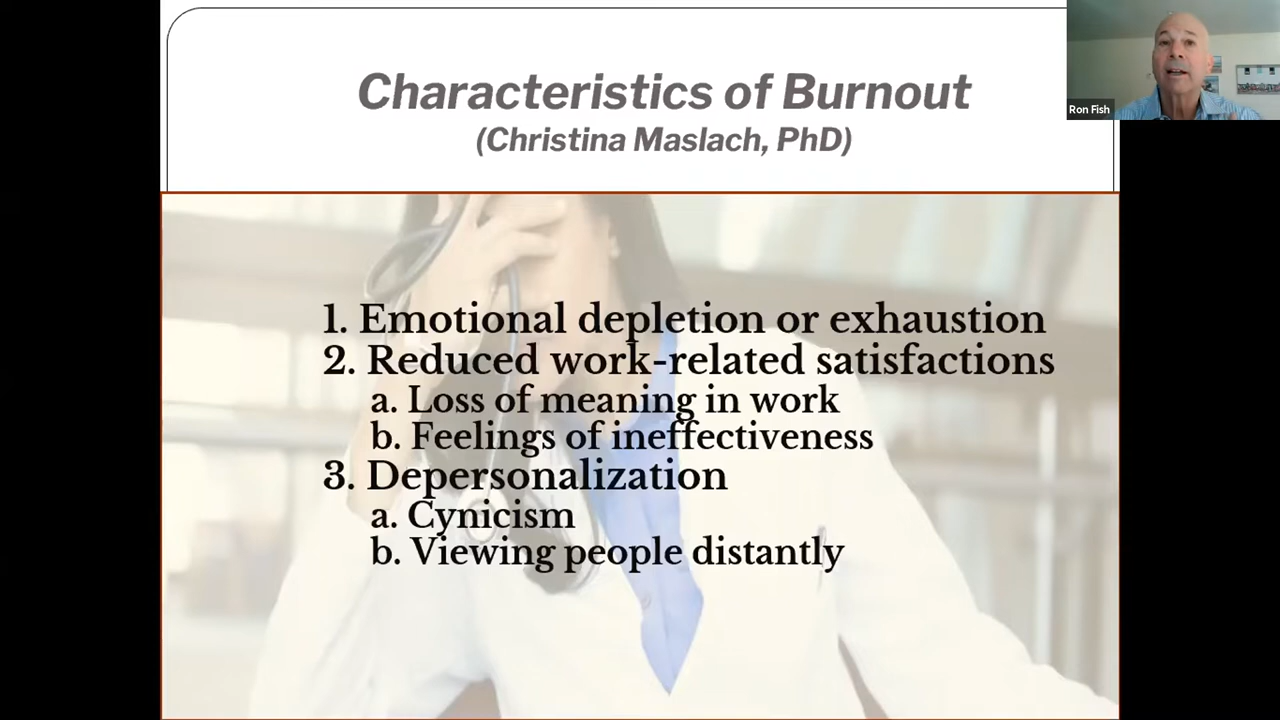 Characteristics of Burnout
(Christina Maslach, PhD)
Ron Fish
1. Emotional depletion or exhaustion
2. Reduced work-related satisfactions
a. Loss of meaning in work
b. Feelings of ineffectiveness
3. Depersonalization
a. Cynicism
b. Viewing people distantly